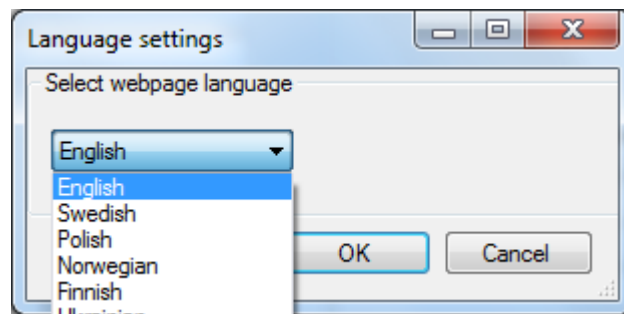 Language settings
Select webpage language
English
English
Swedish
Polish
Norwegian
Finnish
OK
Cancel